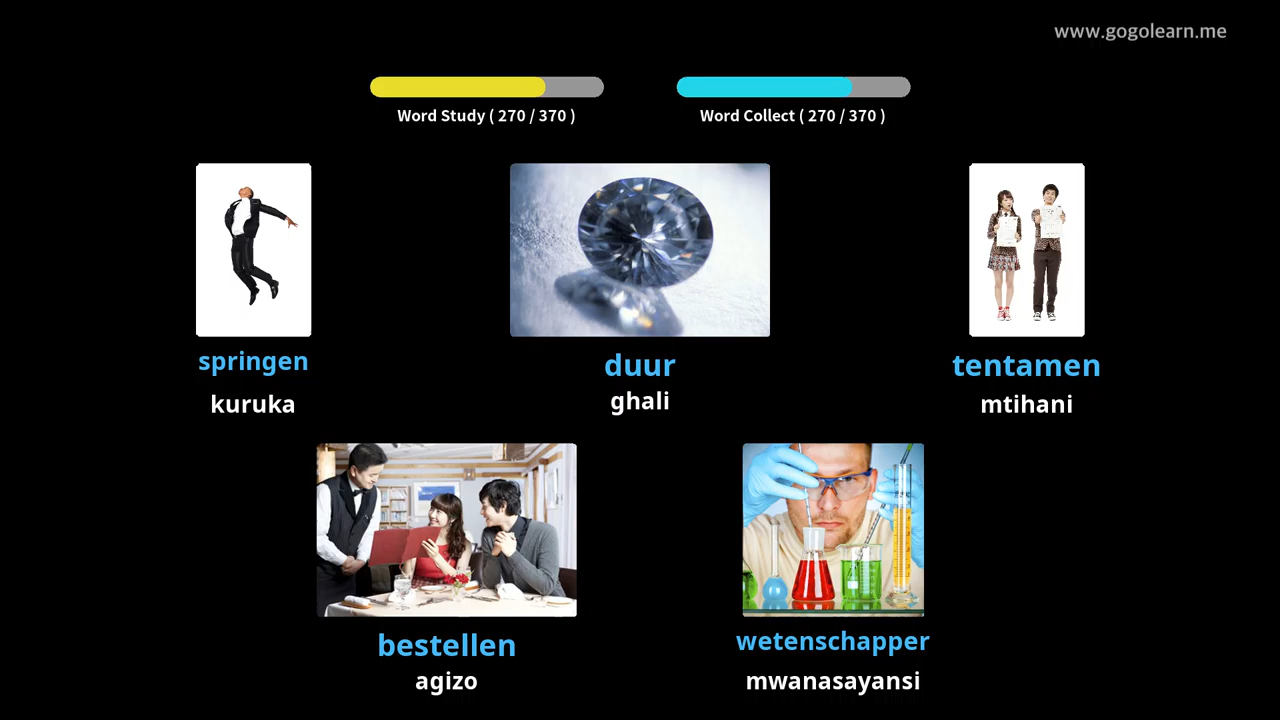 www.gogolearn.me
Word Study ( 270 / 370 )
Word Collect ( 270 / 370 )
springen
duur
tentamen
kuruka
ghali
mtihani
bestellen
wetenschapper
agizo
mwanasayansi